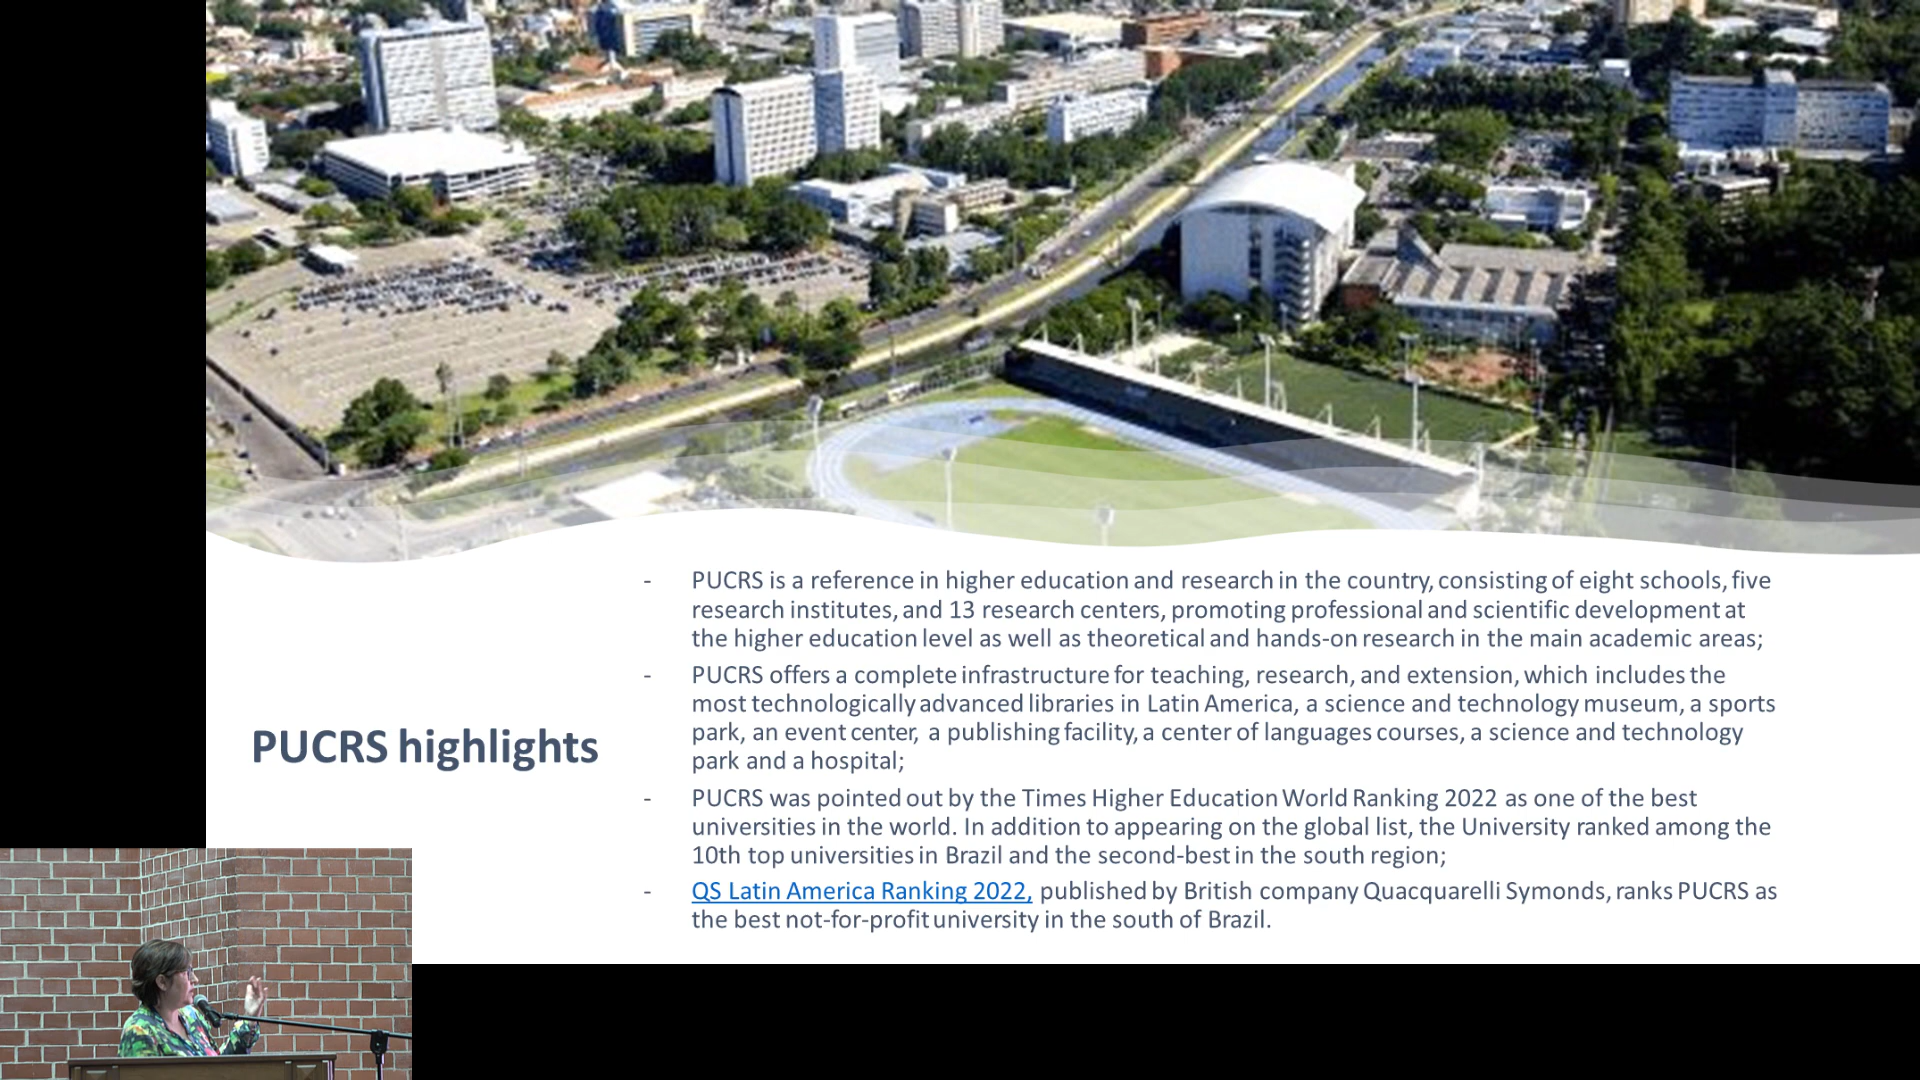 PUCRS highlights
- PUCRS is a reference in higher education and research in the country, consisting of eight schools, five
research institutes, and 13 research centers, promoting professional and scientific development at
the higher education level as well as theoretical and hands-on research in the main academic areas;
- PUCRS offers a complete infrastructure for teaching, research, and extension, which includes the
most technologically advanced libraries in Latin America, a science and technology museum, a sports
park, an event center, a publishing facility, a center of languages courses, a science and technology
park and a hospital;
- PUCRS was pointed out by the Times Higher Education World Ranking 2022 as one of the best
universities in the world. In addition to appearing on the global list, the University ranked among the
10th top universities in Brazil and the second-best in the south region;
- QS Latin America Ranking 2022, published by British company Quacquarelli Symonds, ranks PUCRS as
the best not-for-profit university in the south of Brazil.